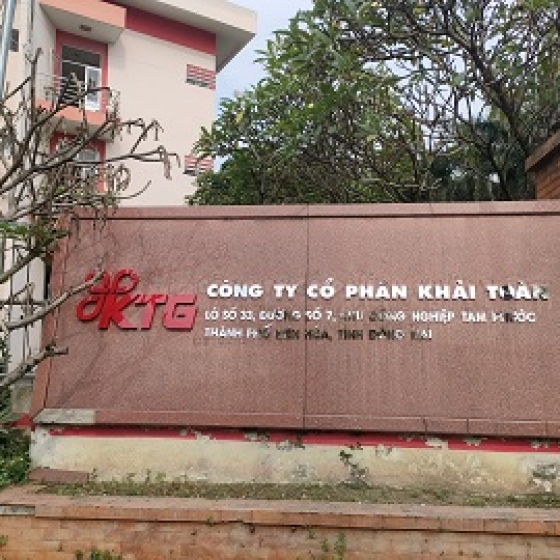 KTG
CÔNG TY CỔ PHẦN KHẢI TOÀN
LÔ SỐ 33, ĐƯỜNG SỐ 7, CÔNG NGHIỆP TAM PHƯỚC
THÀNH PHỐ BIÊN HÒA, TỈNH ĐỒNG NAI